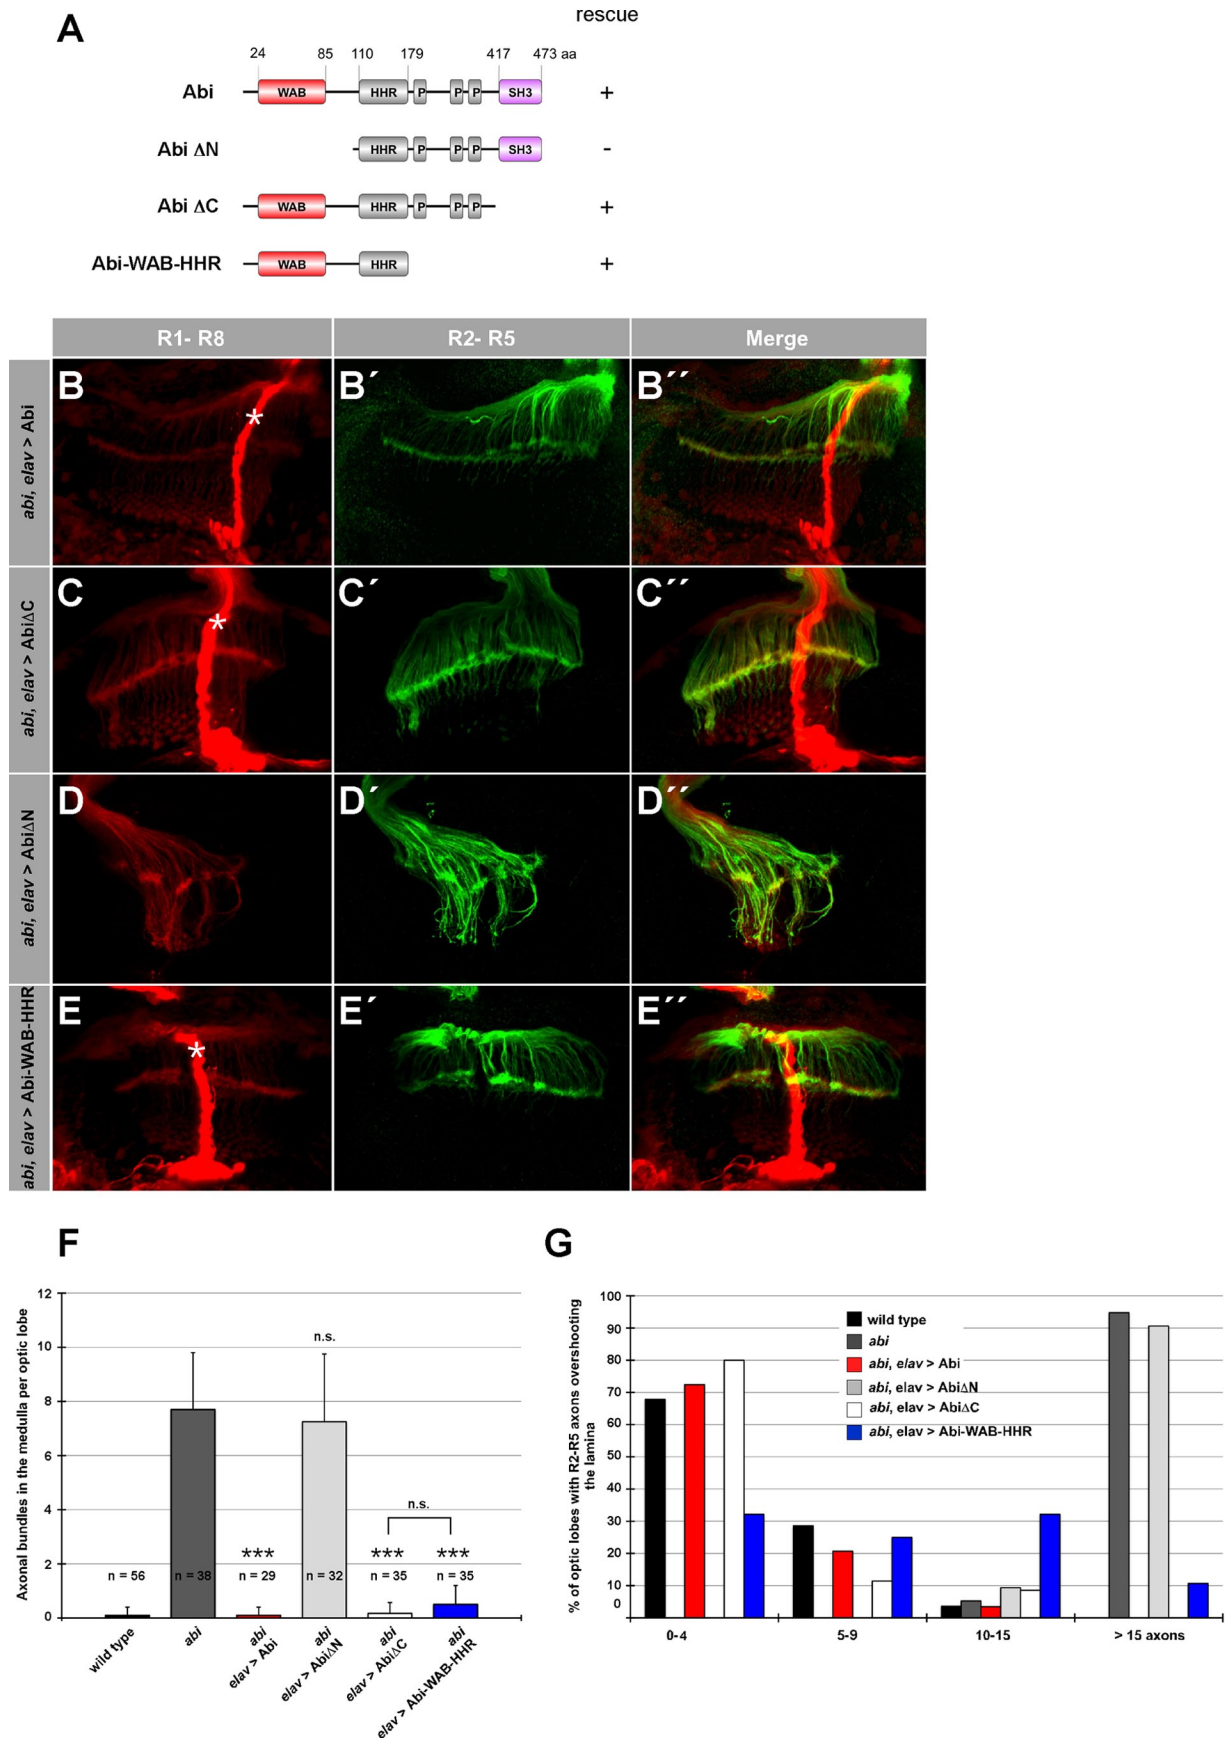 A
rescue
24 85 110 179 417 473 aa
Abi WAB HHR P P P SH3 +
Abi ΔN HHR P P P SH3 -
Abi ΔC WAB HHR P P P +
Abi-WAB-HHR WAB HHR +
R1- R8 R2- R5 Merge
abi, elav > Abi
B * B´ B´´
abi, elav > AbiΔC
C * C´ C´´
abi, elav > AbiΔN
D D´ D´´
abi, elav > Abi-WAB-HHR
E * E´ E´´
F
Axonal bundles in the medulla per optic lobe
12
10
8
6
4
2
0
n.s.
n.s.
*** *** ***
n = 56 n = 38 n = 29 n = 32 n = 35 n = 35
wild type
abi
abi
elav > Abi
abi
elav > AbiΔN
abi
elav > AbiΔC
abi
elav > Abi-WAB-HHR
G
% of optic lobes with R2-R5 axons overshooting
the lamina
100
90
80
70
60
50
40
30
20
10
0
wild type
abi
abi, elav > Abi
abi, elav > AbiΔN
abi, elav > AbiΔC
abi, elav > Abi-WAB-HHR
0-4 5-9 10-15 > 15 axons